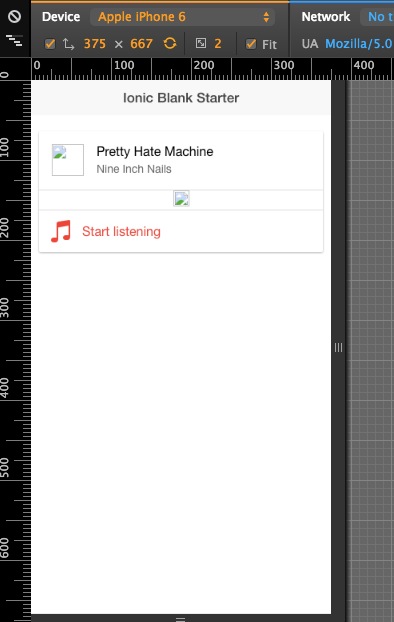 Device Apple iPhone 6 Network No t
375 × 667 2 Fit UA Mozilla/5.0
0 100 200 300 400
0
Ionic Blank Starter
100
Pretty Hate Machine
Nine Inch Nails
200
Start listening
300
400
500
600